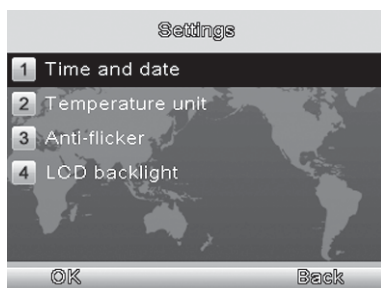 Settings
1 Time and date
2 Temperature unit
3 Anti-flicker
4 LCD backlight
OK Back